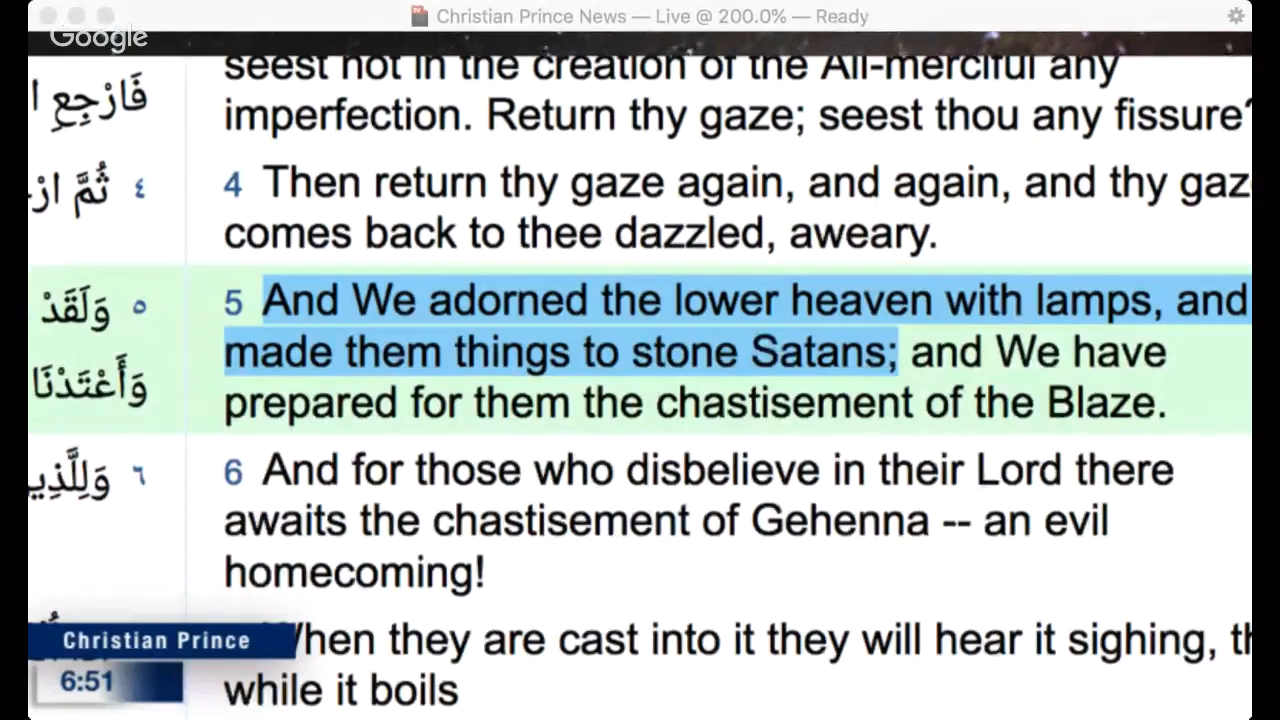 Christian Prince News — Live @ 200.0% — Ready
Google
seest not in the creation of the All-merciful any
فَارْجِعِ ا
imperfection. Return thy gaze; seest thou any fissure?
٤ ثُمَّ ارْ
4 Then return thy gaze again, and again, and thy gaz
comes back to thee dazzled, aweary.
٥ وَلَقَدْ
5 And We adorned the lower heaven with lamps, and
made them things to stone Satans; and We have
وَأَعْتَدْنَا
prepared for them the chastisement of the Blaze.
٦ وَلِلَّذِي
6 And for those who disbelieve in their Lord there
awaits the chastisement of Gehenna -- an evil
homecoming!
When they are cast into it they will hear it sighing, th
while it boils
Christian Prince
6:51